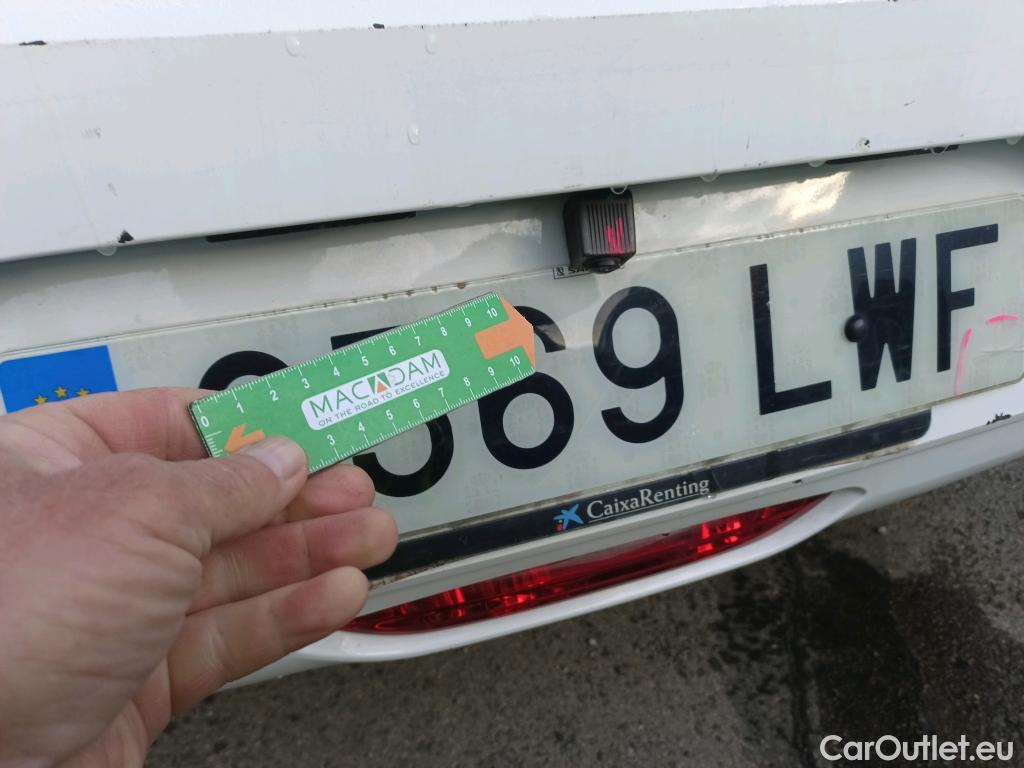 69 LWF
0 1 2 3 4 5 6 7 8 9 10
MACADAM
ON THE ROAD TO EXCELLENCE
3 4 5 6 7 8 9 10
CaixaRenting
CarOutlet.eu